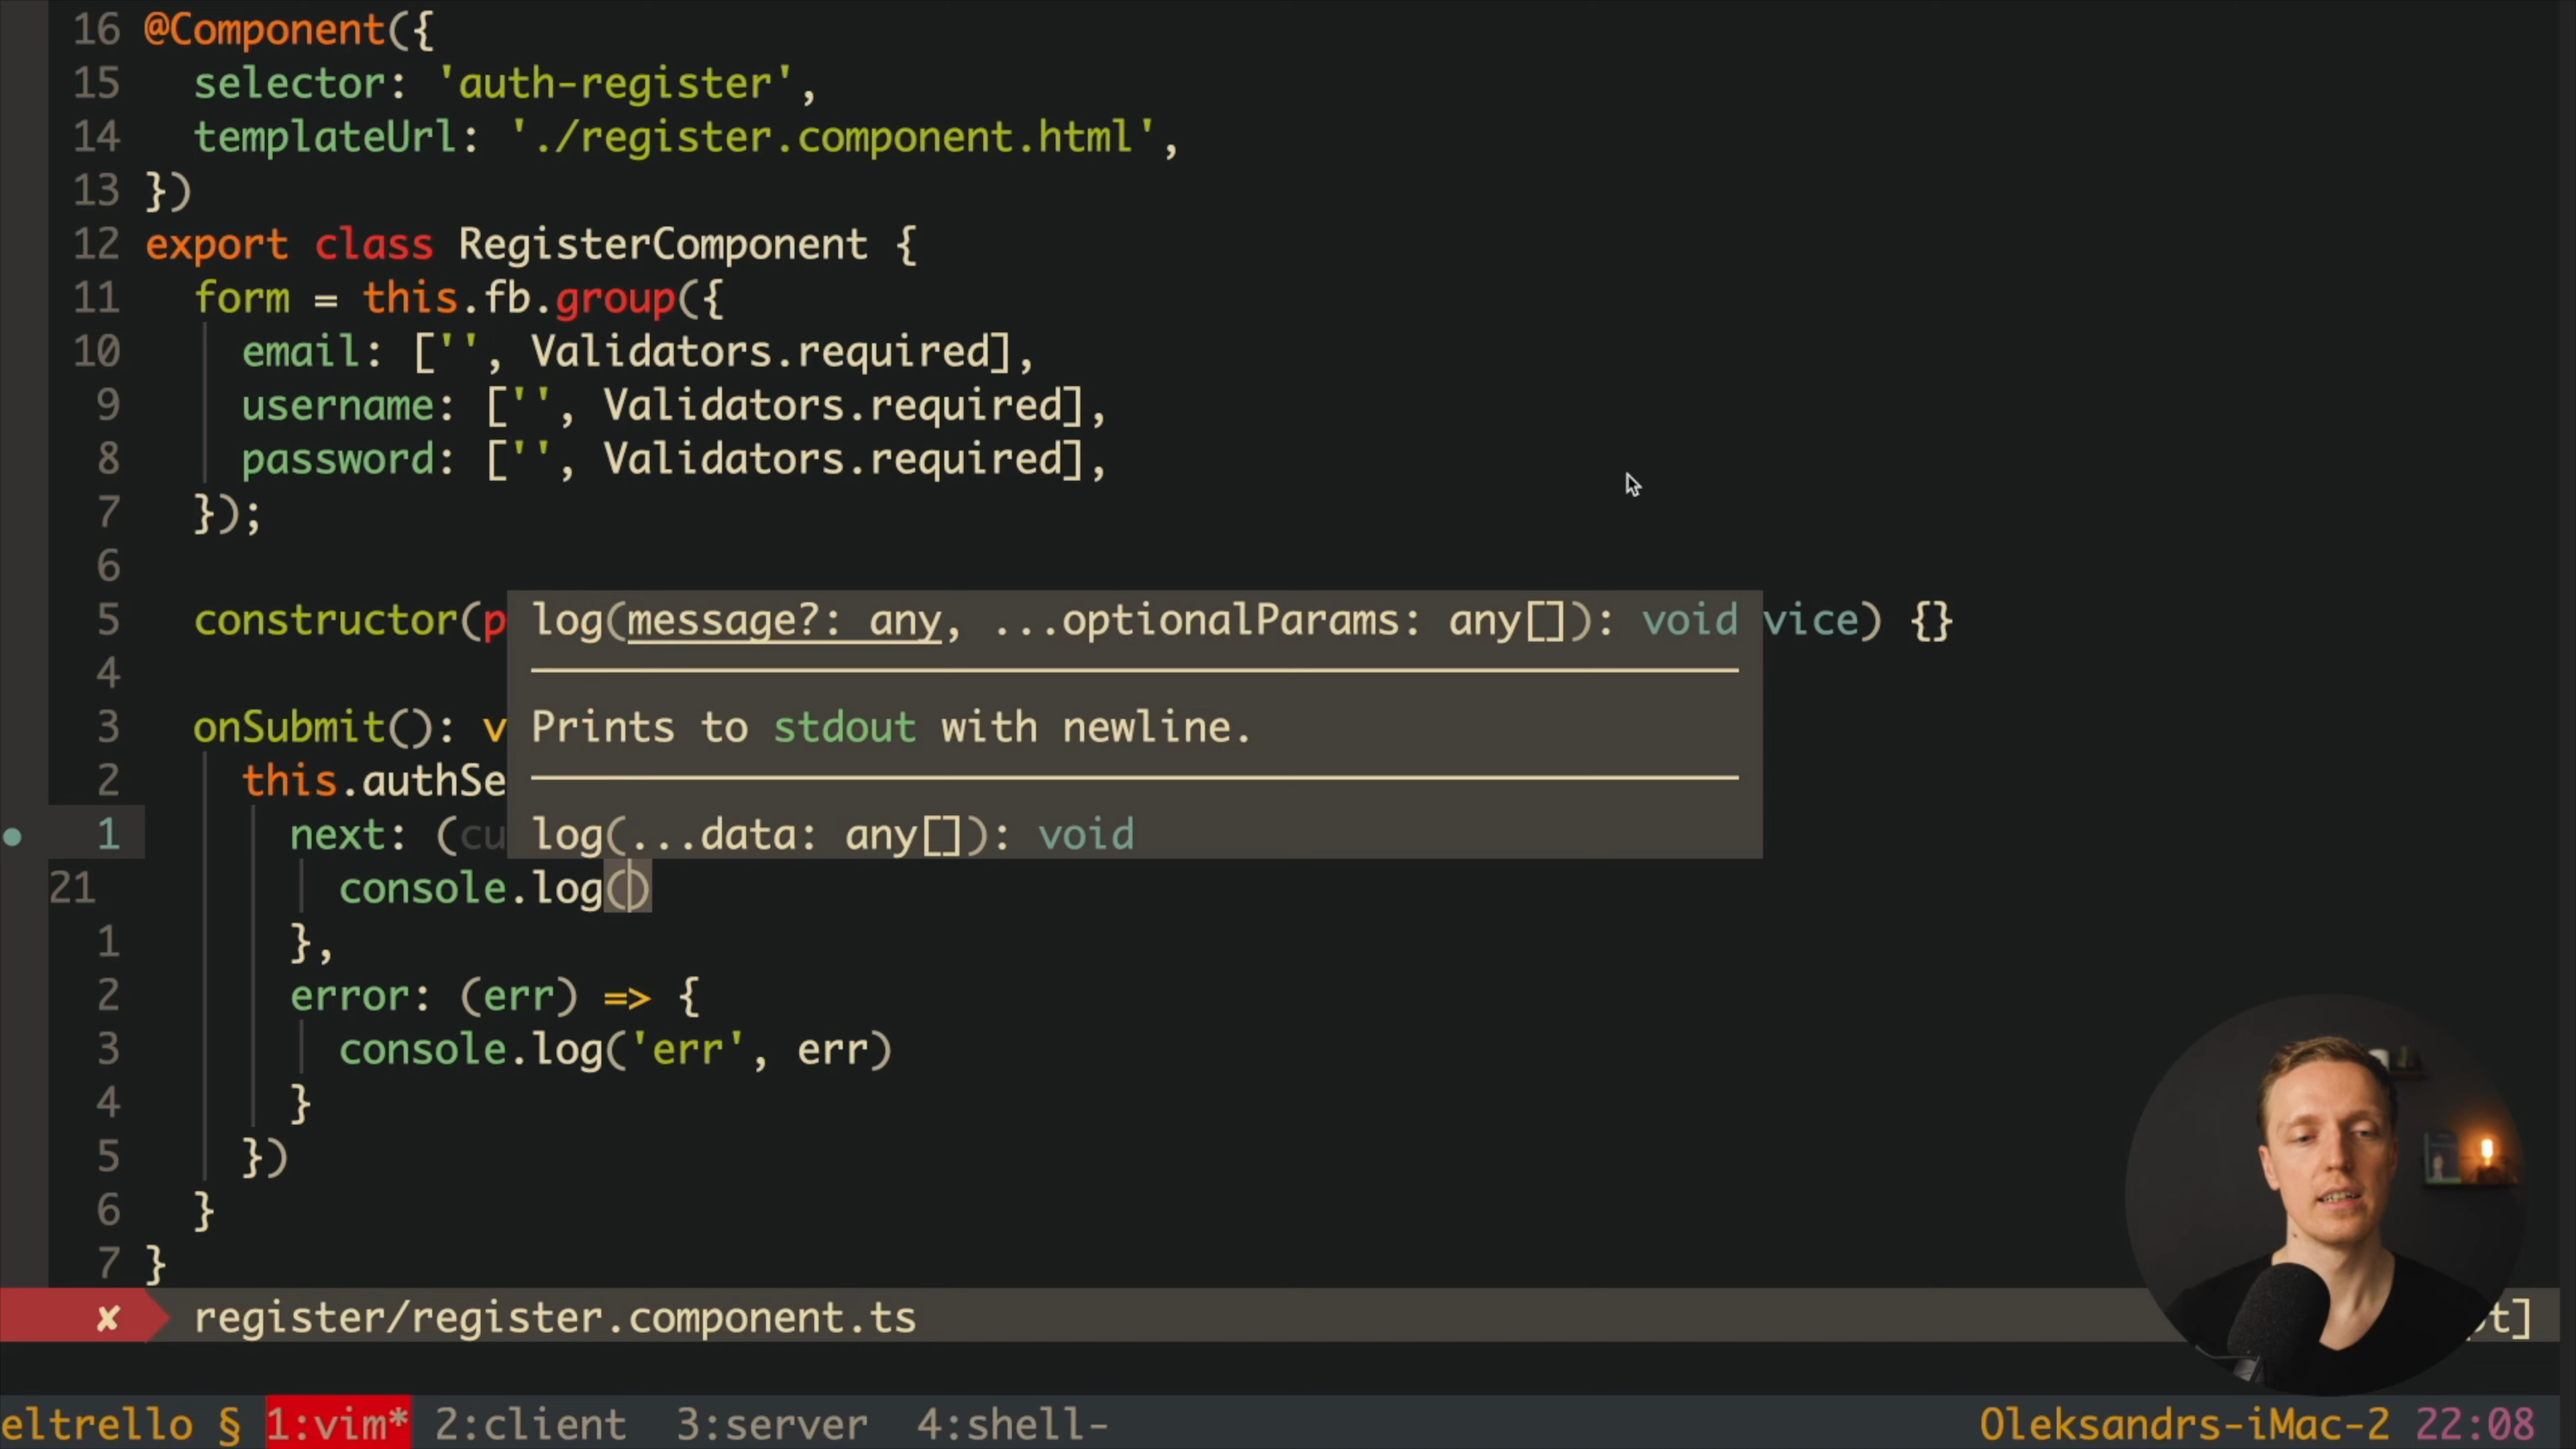 16 @Component({
15 selector: 'auth-register',
14 templateUrl: './register.component.html',
13 })
12 export class RegisterComponent {
11 form = this.fb.group({
10 email: ['', Validators.required],
9 username: ['', Validators.required],
8 password: ['', Validators.required],
7 });
6
5 constructor(p log(message?: any, ...optionalParams: any[]): void vice) {}
4
3 onSubmit(): v Prints to stdout with newline.
2 this.authSe
1 next: (cu log(...data: any[]): void
21 console.log()
1 },
2 error: (err) => {
3 console.log('err', err)
4 }
5 })
6 }
7 }
✘ register/register.component.ts t]
eltrello § 1:vim* 2:client 3:server 4:shell- Oleksandrs-iMac-2 22:08